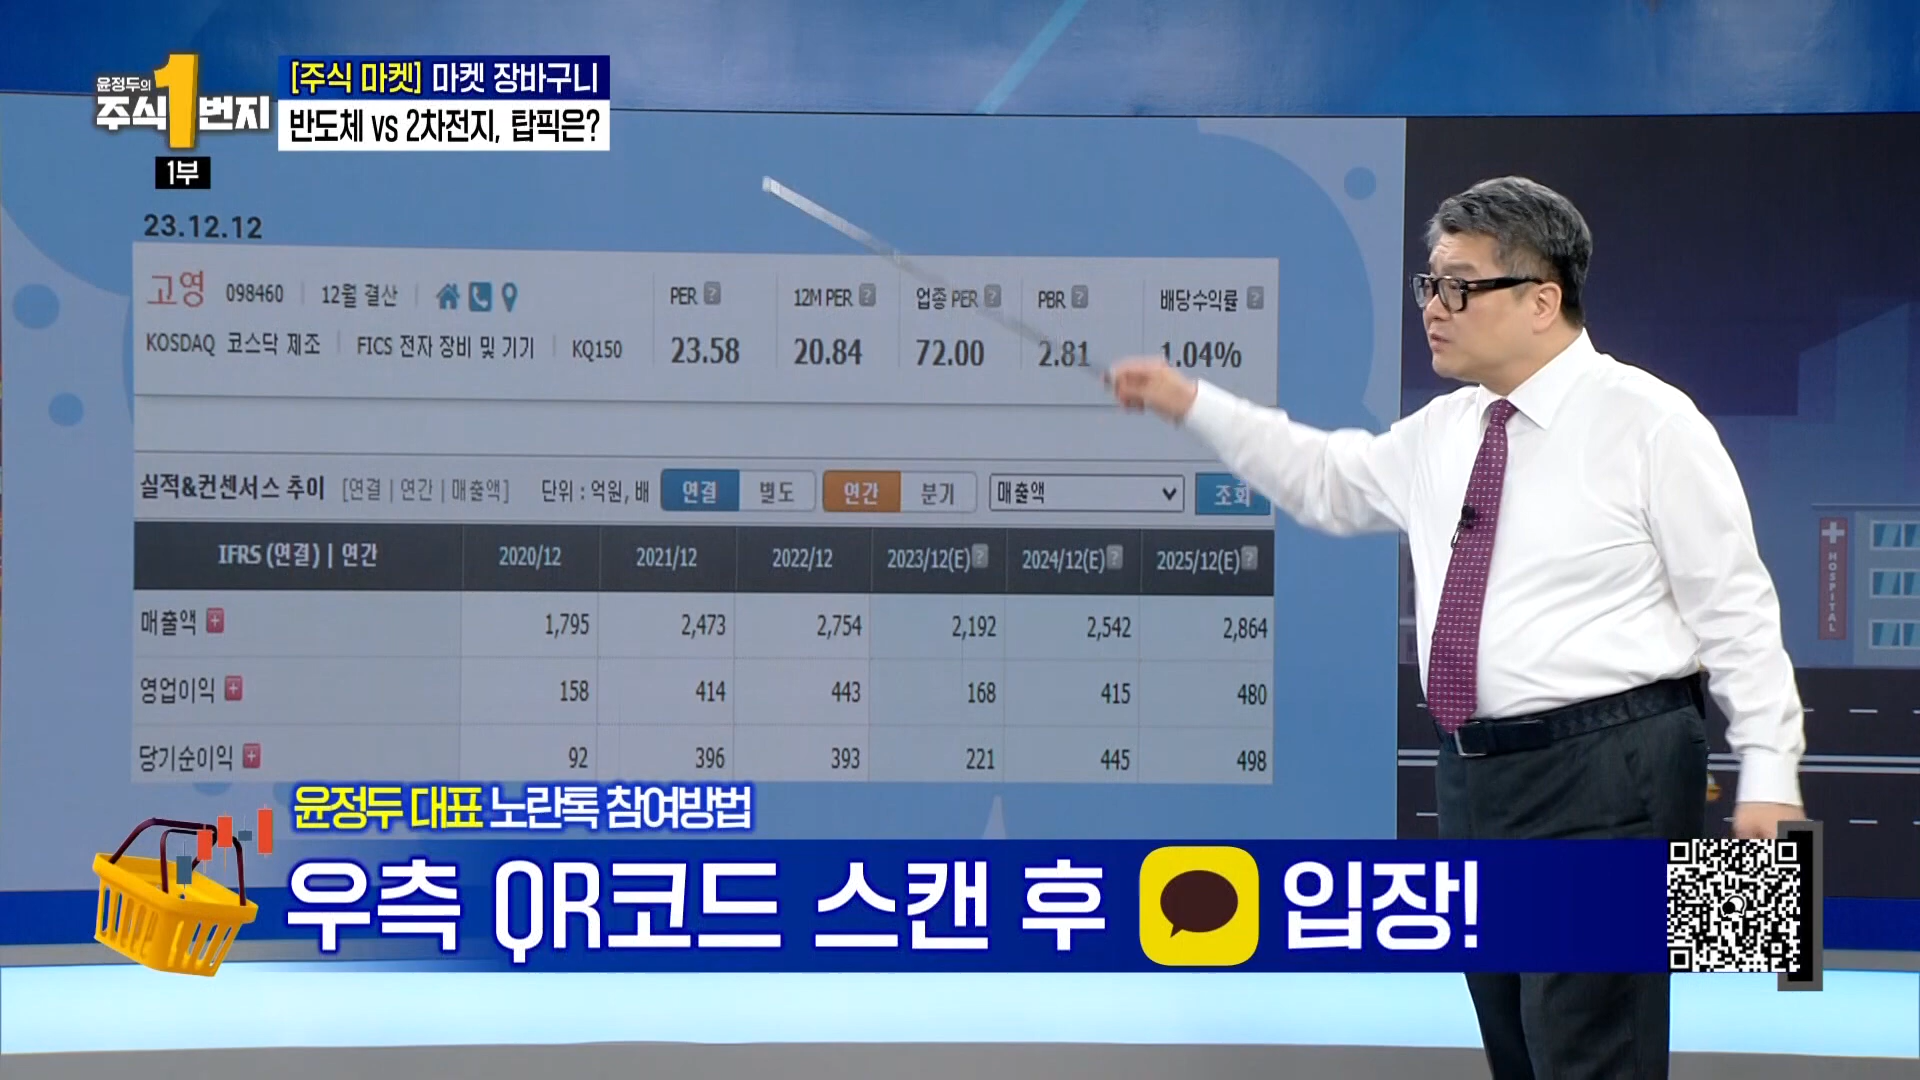 윤정두의
주식1번지
1부
[주식 마켓] 마켓 장바구니
반도체 vs 2차전지, 탑픽은?
23.12.12
고영 098460 12월 결산
KOSDAQ 코스닥 제조 FICS 전자 장비 및 기기 KQ150
PER ? 12M PER ? 업종 PER ? PBR ? 배당수익률 ?
23.58 20.84 72.00 2.81 1.04%
실적&컨센서스 추이 [연결 | 연간 | 매출액] 단위 : 억원, 배 연결 별도 연간 분기 매출액 조회
IFRS (연결) | 연간 2020/12 2021/12 2022/12 2023/12(E) ? 2024/12(E) ? 2025/12(E) ?
매출액 + 1,795 2,473 2,754 2,192 2,542 2,864
영업이익 + 158 414 443 168 415 480
당기순이익 + 92 396 393 221 445 498
HOSPITAL
윤정두 대표 노란톡 참여방법
우측 QR코드 스캔 후 입장!